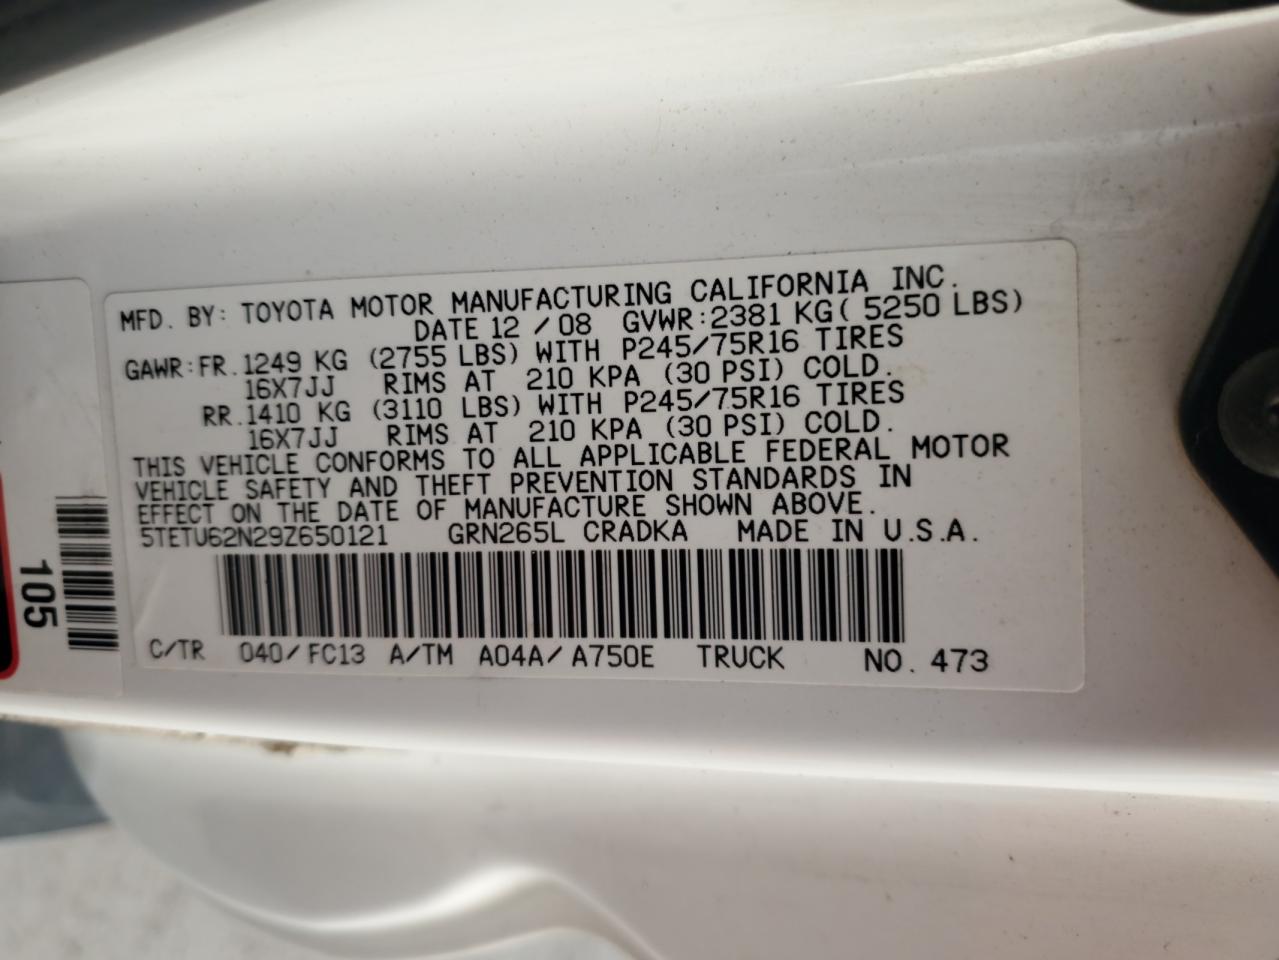 MFD. BY: TOYOTA MOTOR MANUFACTURING CALIFORNIA INC.
DATE 12 / 08 GVWR: 2381 KG ( 5250 LBS)
GAWR: FR. 1249 KG (2755 LBS) WITH P245/75R16 TIRES
16X7JJ RIMS AT 210 KPA (30 PSI) COLD.
RR. 1410 KG (3110 LBS) WITH P245/75R16 TIRES
16X7JJ RIMS AT 210 KPA (30 PSI) COLD.
THIS VEHICLE CONFORMS TO ALL APPLICABLE FEDERAL MOTOR
VEHICLE SAFETY AND THEFT PREVENTION STANDARDS IN
EFFECT ON THE DATE OF MANUFACTURE SHOWN ABOVE.
5TETU62N29Z650121 GRN265L CRADKA MADE IN U.S.A.
C/TR 040/FC13 A/TM A04A/A750E TRUCK NO. 473
105